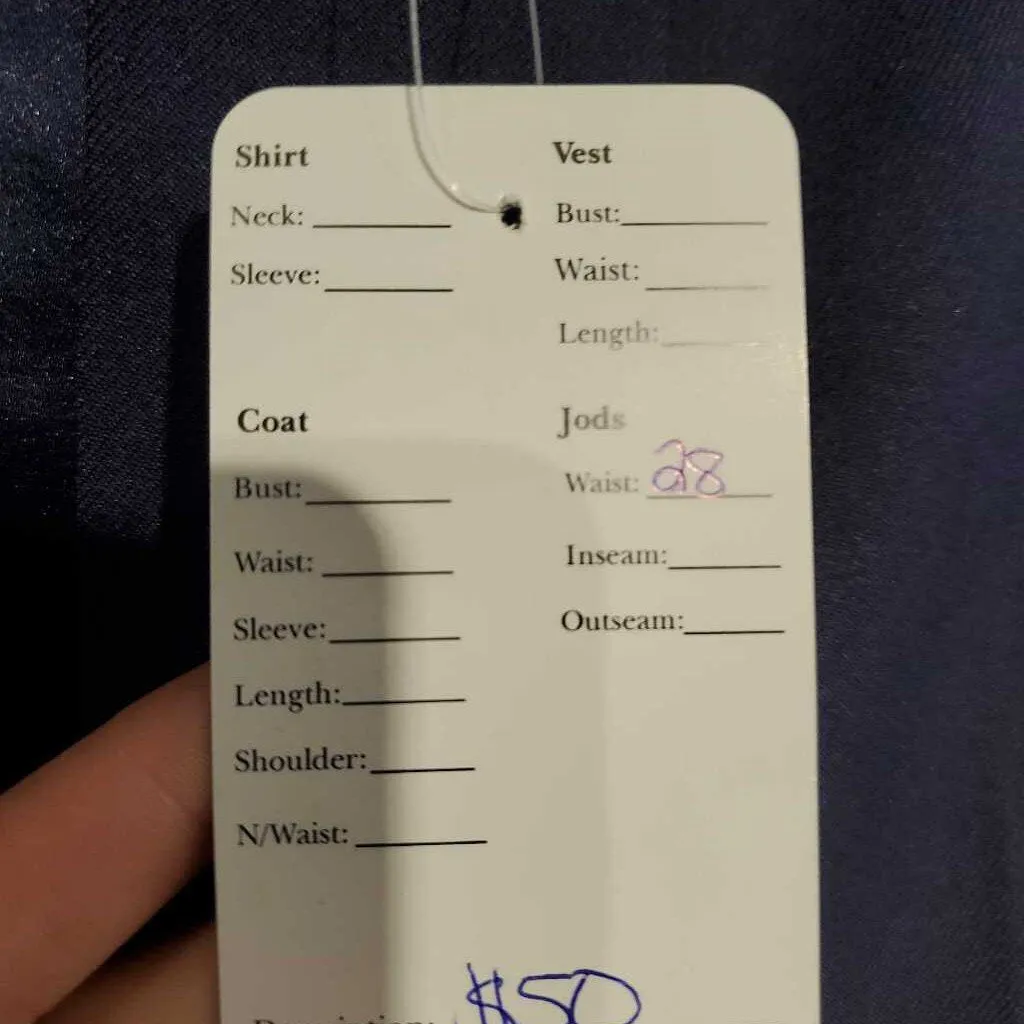 Shirt
Neck:
Sleeve:
Vest
Bust:
Waist:
Length:
Coat
Bust:
Waist:
Sleeve:
Length:
Shoulder:
N/Waist:
Jods
Waist: 28
Inseam:
Outseam:
$50